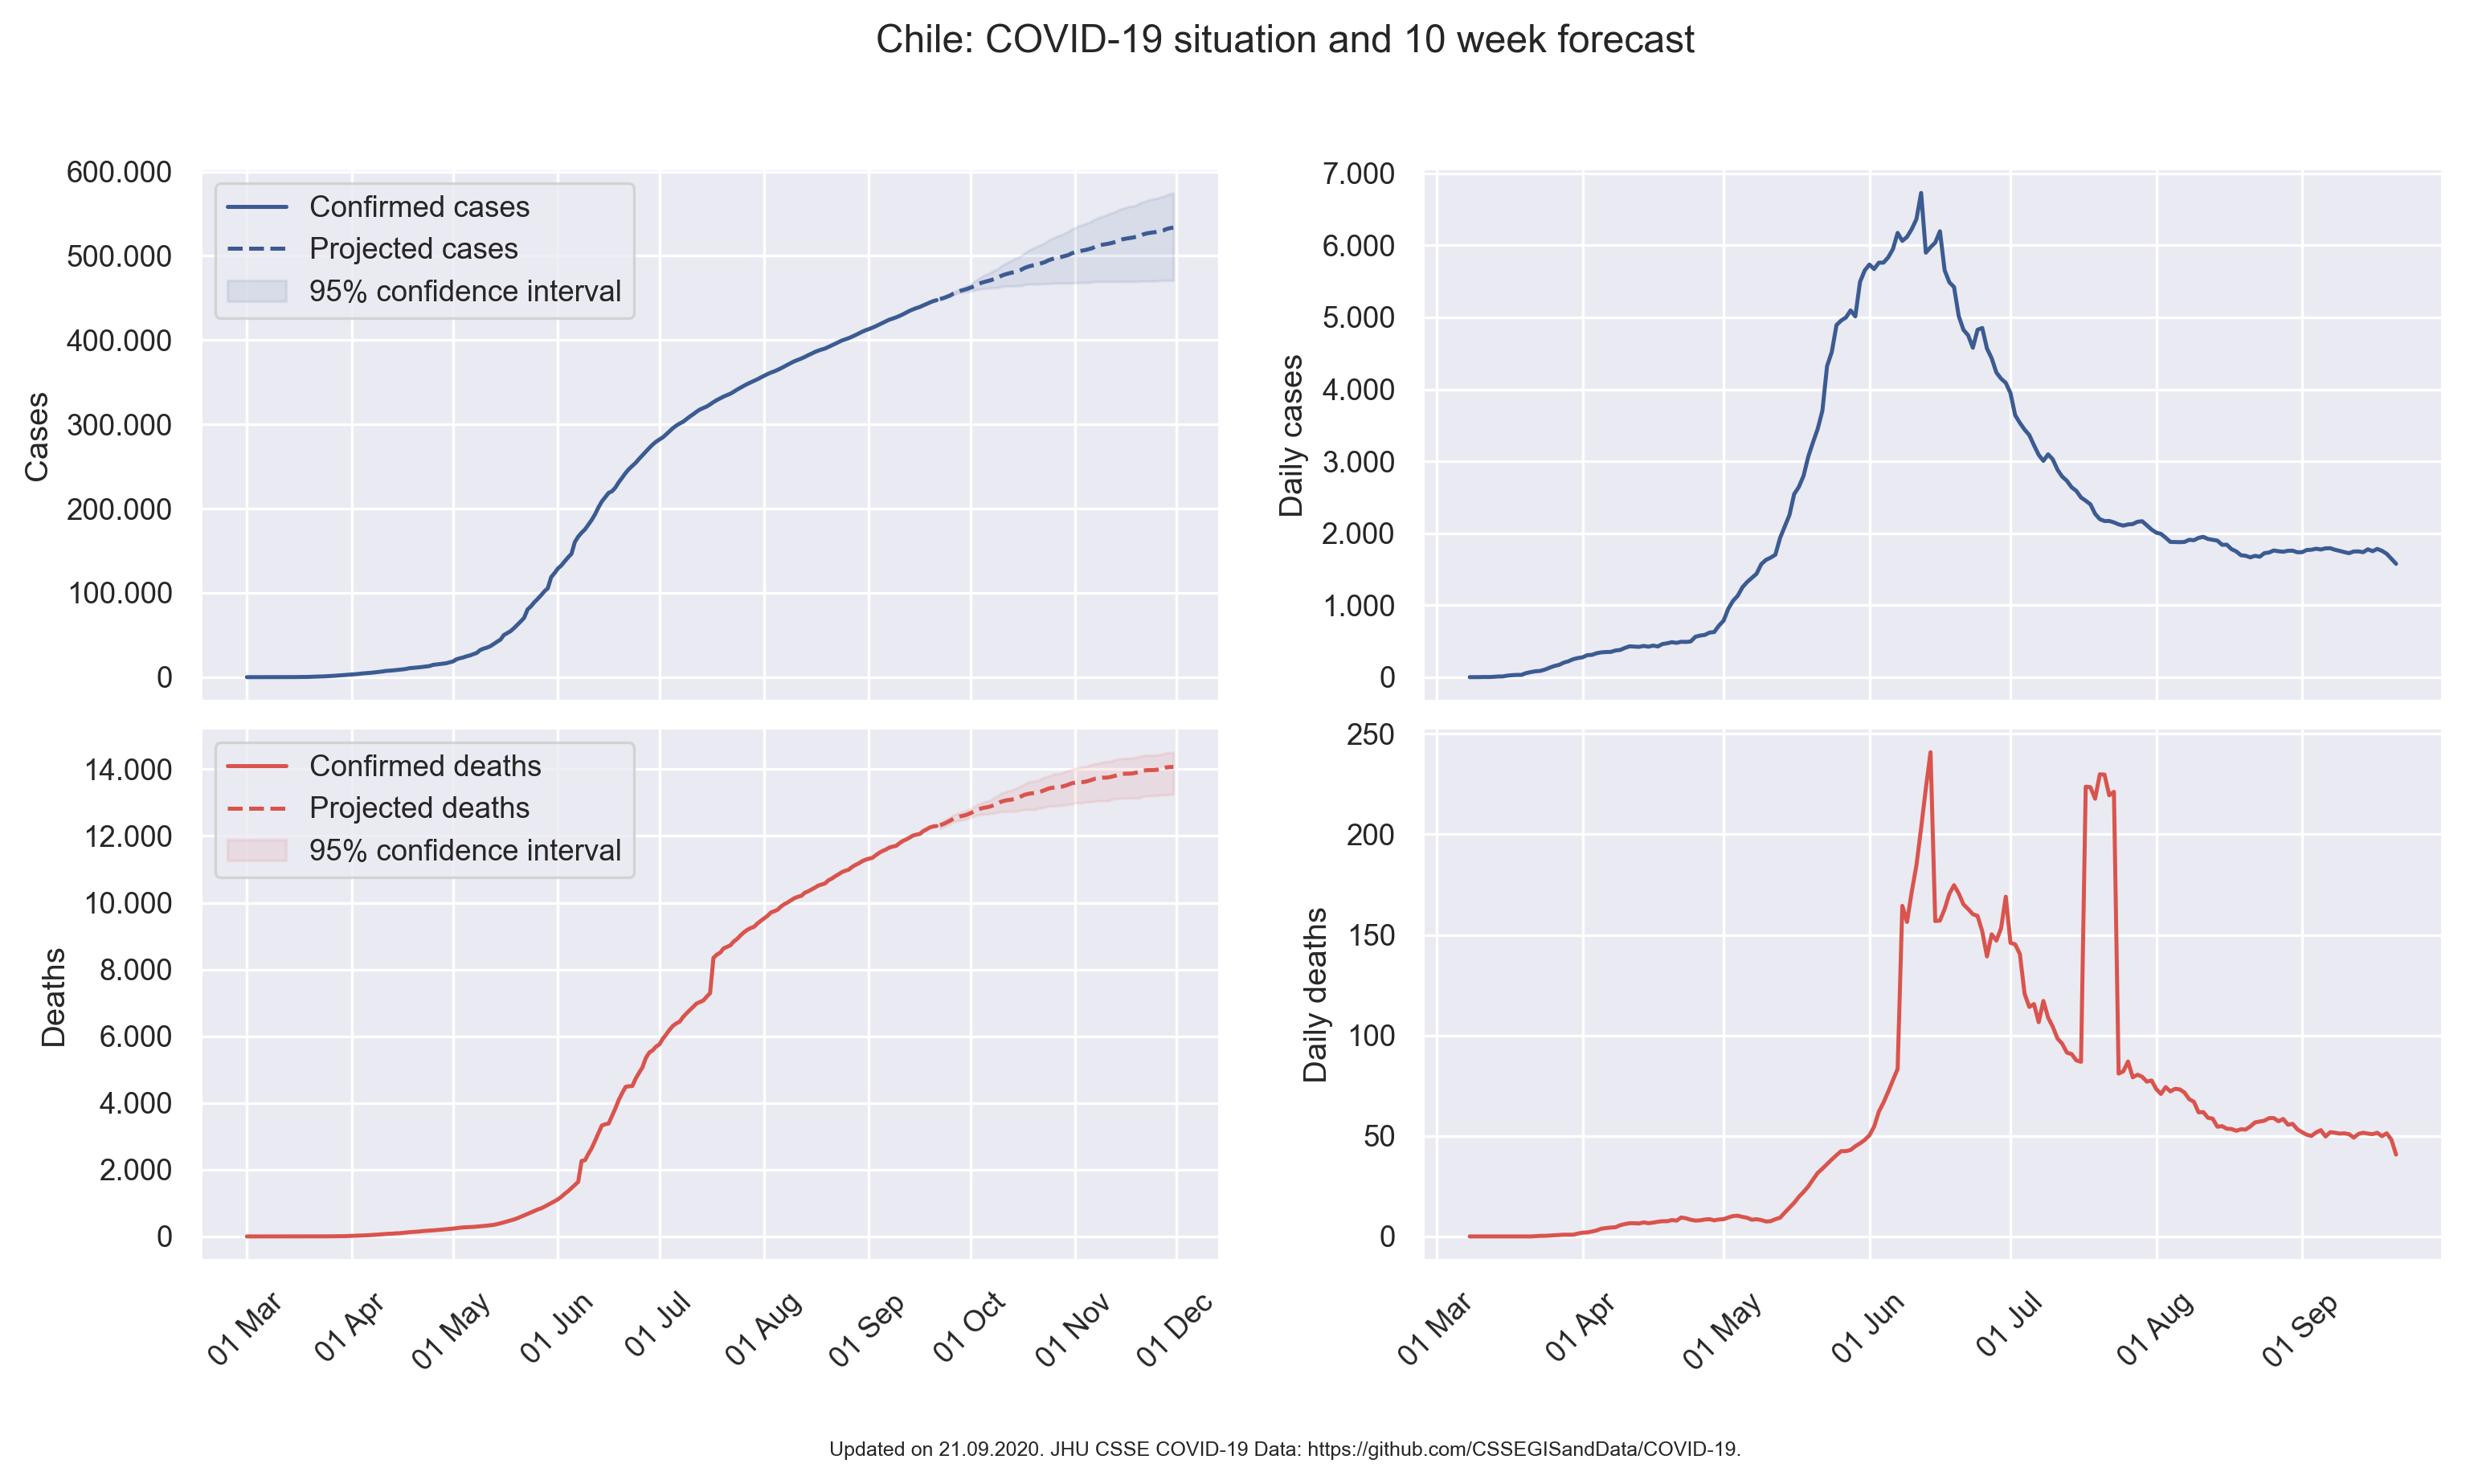 Chile: COVID-19 situation and 10 week forecast
600.000
500.000
400.000
300.000
200.000
100.000
0
Cases
Confirmed cases
Projected cases
95% confidence interval
7.000
6.000
5.000
4.000
3.000
2.000
1.000
0
Daily cases
14.000
12.000
10.000
8.000
6.000
4.000
2.000
0
Deaths
Confirmed deaths
Projected deaths
95% confidence interval
01 Mar
01 Apr
01 May
01 Jun
01 Jul
01 Aug
01 Sep
01 Oct
01 Nov
01 Dec
250
200
150
100
50
0
Daily deaths
01 Mar
01 Apr
01 May
01 Jun
01 Jul
01 Aug
01 Sep
Updated on 21.09.2020. JHU CSSE COVID-19 Data: https://github.com/CSSEGISandData/COVID-19.